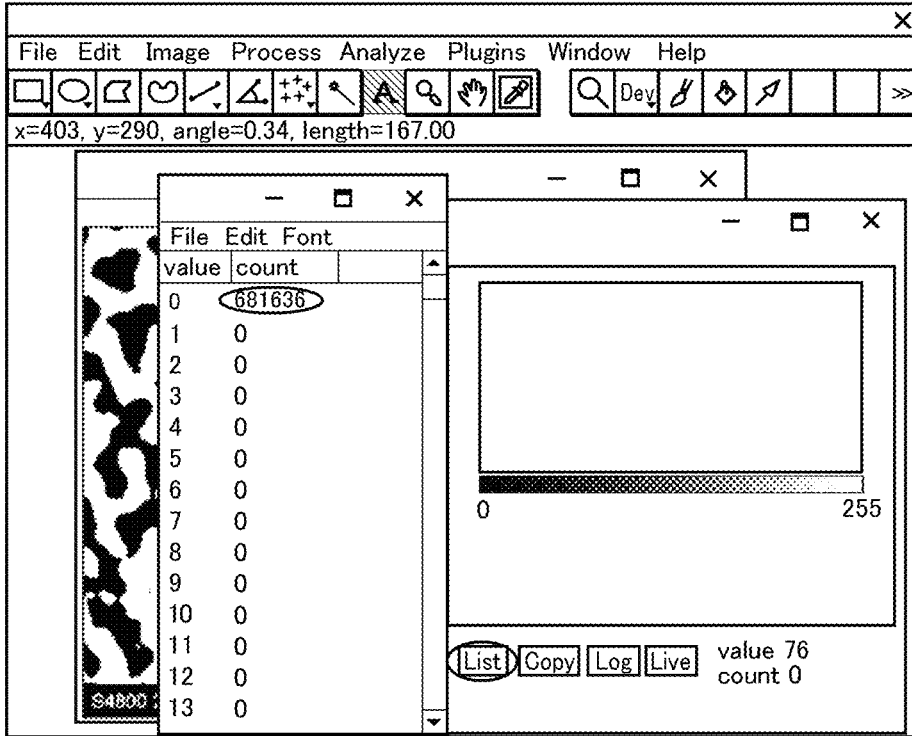 File Edit Image Process Analyze Plugins Window Help
A Dev >>
x=403, y=290, angle=0.34, length=167.00
File Edit Font
value count
0 681636
1 0
2 0
3 0
4 0
5 0
6 0
7 0
8 0
9 0
10 0
11 0
12 0
13 0
0 255
List Copy Log Live
value 76
count 0
S4800